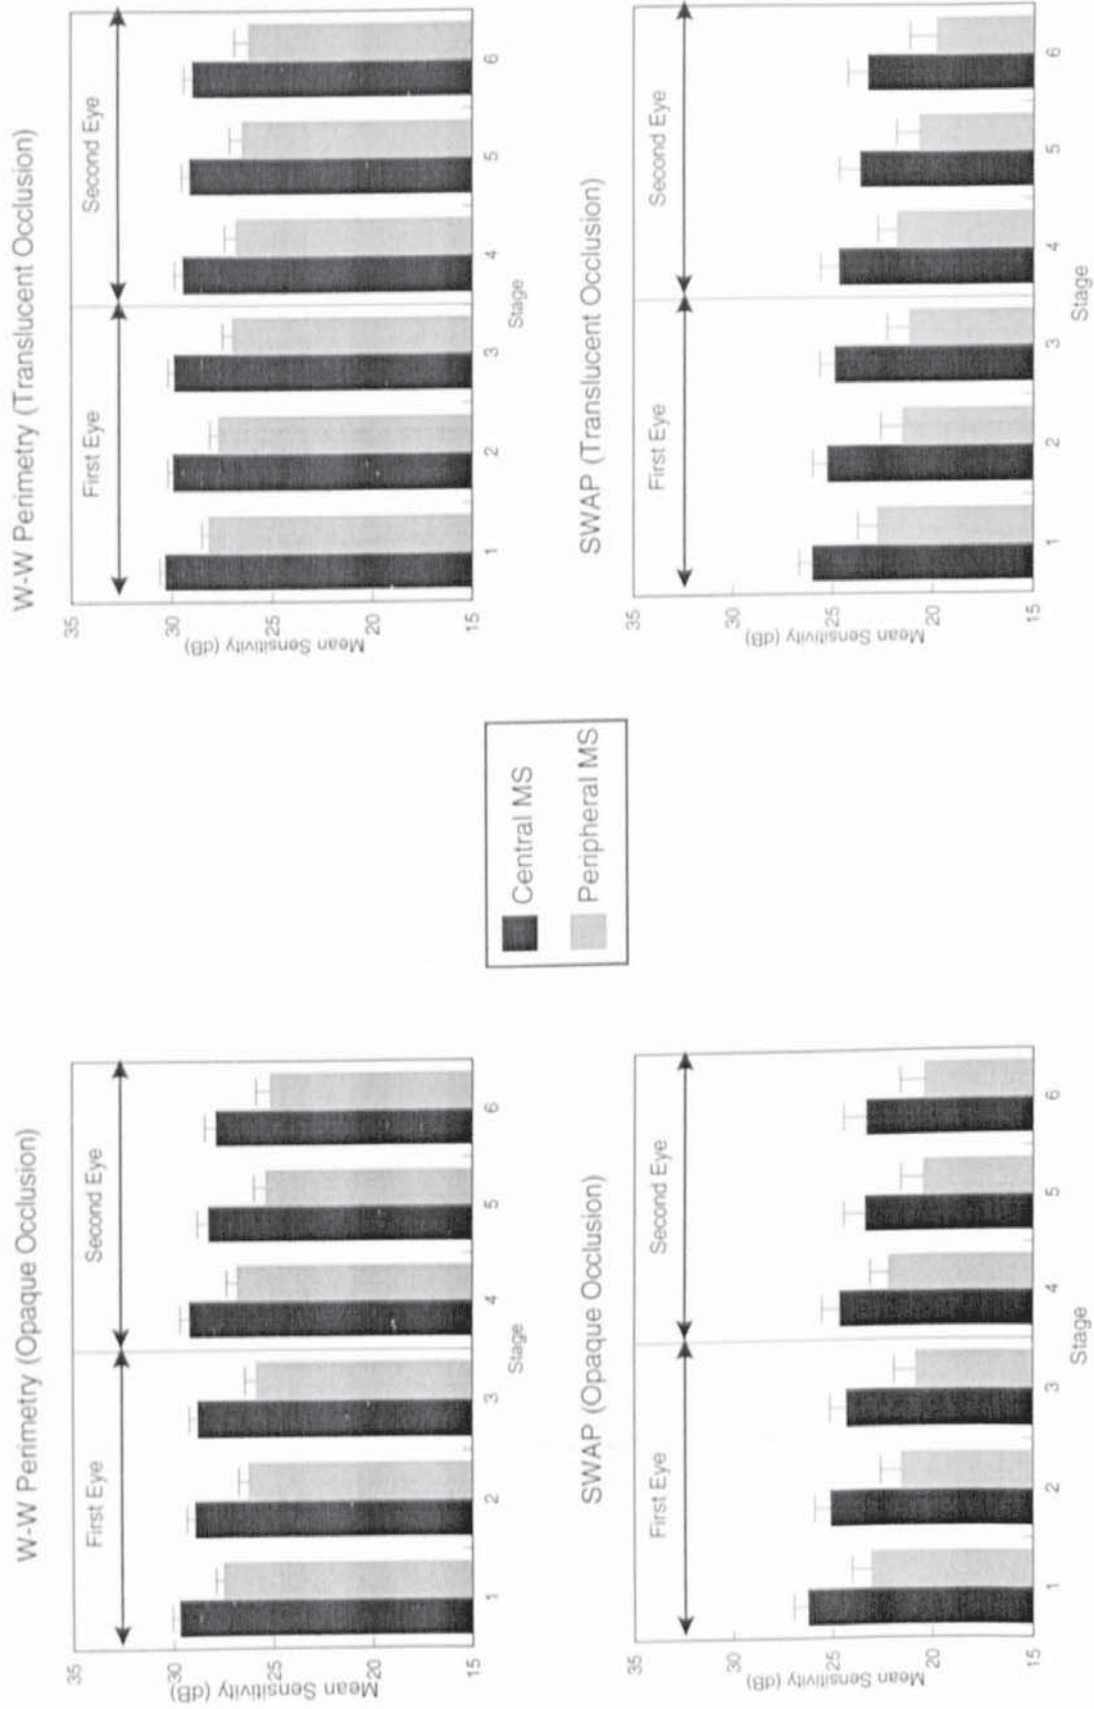 W-W Perimetry (Opaque Occlusion)
First Eye
Second Eye
Mean Sensitivity (dB)
35
30
25
20
15
1
2
3
4
5
6
Stage
W-W Perimetry (Translucent Occlusion)
First Eye
Second Eye
Mean Sensitivity (dB)
35
30
25
20
15
1
2
3
4
5
6
Stage
Central MS
Peripheral MS
SWAP (Opaque Occlusion)
First Eye
Second Eye
Mean Sensitivity (dB)
35
30
25
20
15
1
2
3
4
5
6
Stage
SWAP (Translucent Occlusion)
First Eye
Second Eye
Mean Sensitivity (dB)
35
30
25
20
15
1
2
3
4
5
6
Stage